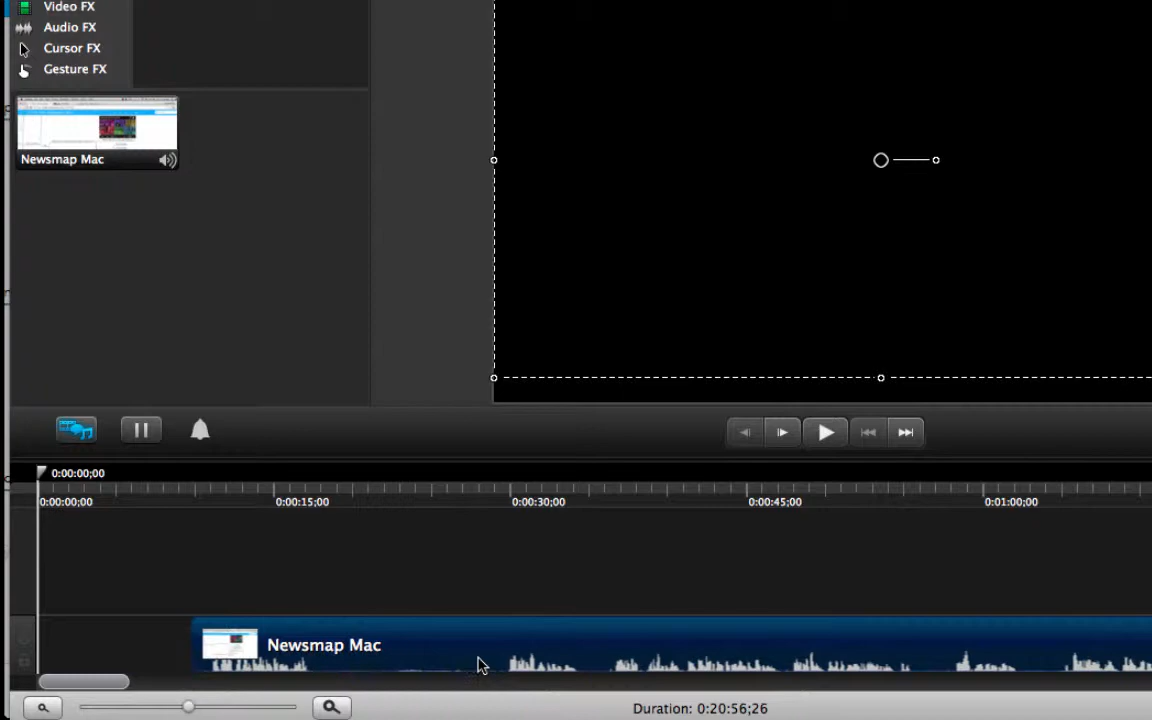 Video FX
Audio FX
Cursor FX
Gesture FX
Newsmap Mac
0:00:00;00
0:00:00;00 0:00:15;00 0:00:30;00 0:00:45;00 0:01:00;00
Newsmap Mac
Duration: 0:20:56;26